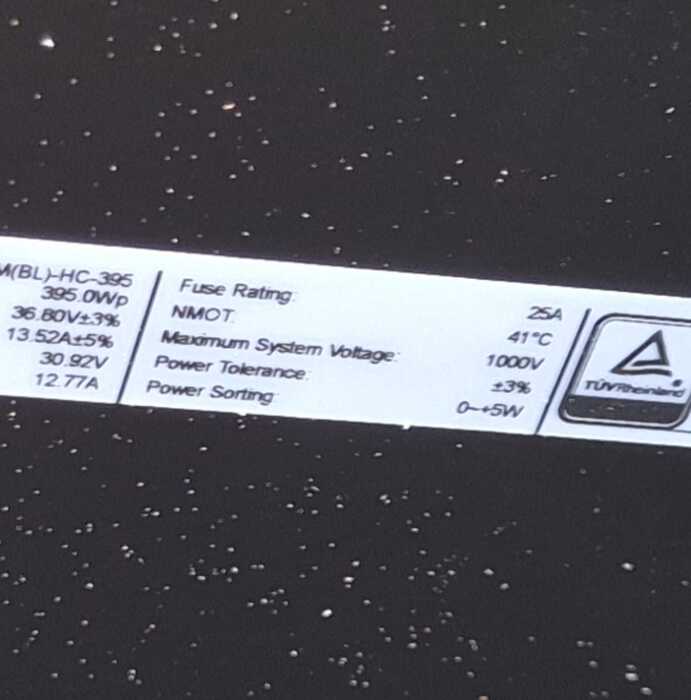 M(BL)-HC-395
395.0Wp
36.80V±3%
13.52A±5%
30.92V
12.77A
Fuse Rating: 25A
NMOT: 41°C
Maximum System Voltage: 1000V
Power Tolerance: ±3%
Power Sorting: 0~+5W
TÜVRheinland®